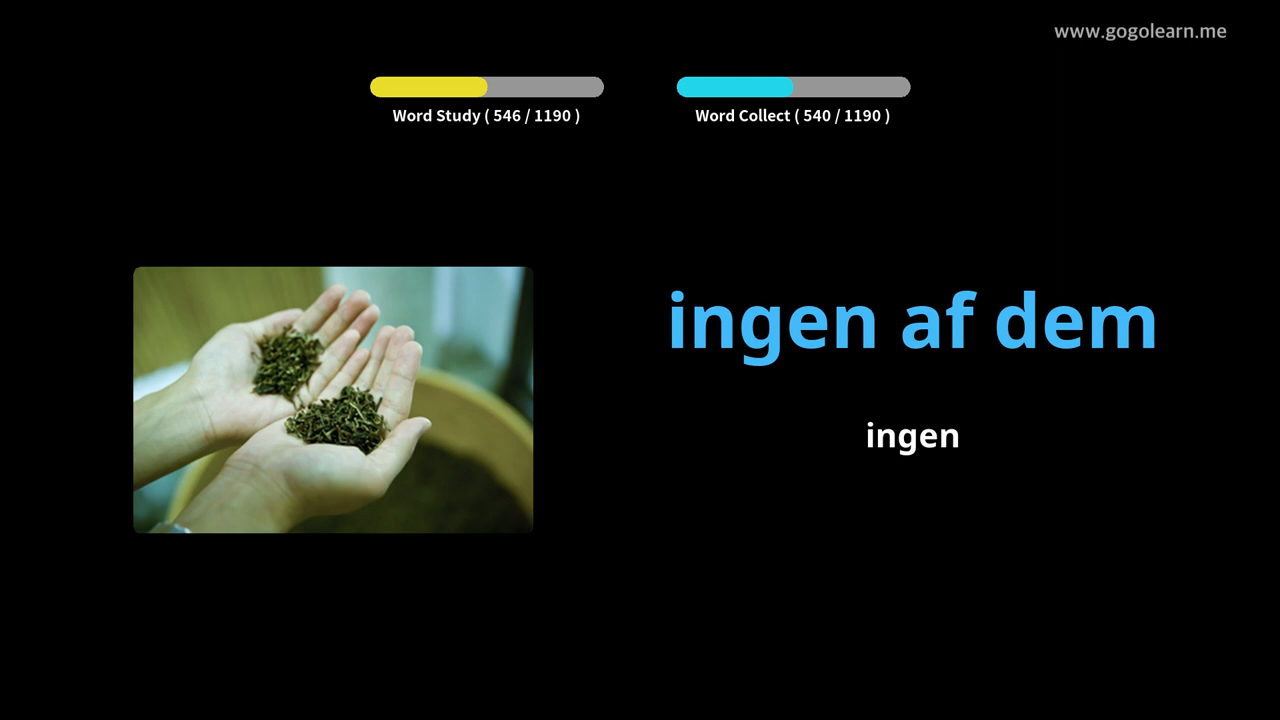 www.gogolearn.me
Word Study ( 546 / 1190 )
Word Collect ( 540 / 1190 )
ingen af dem
ingen